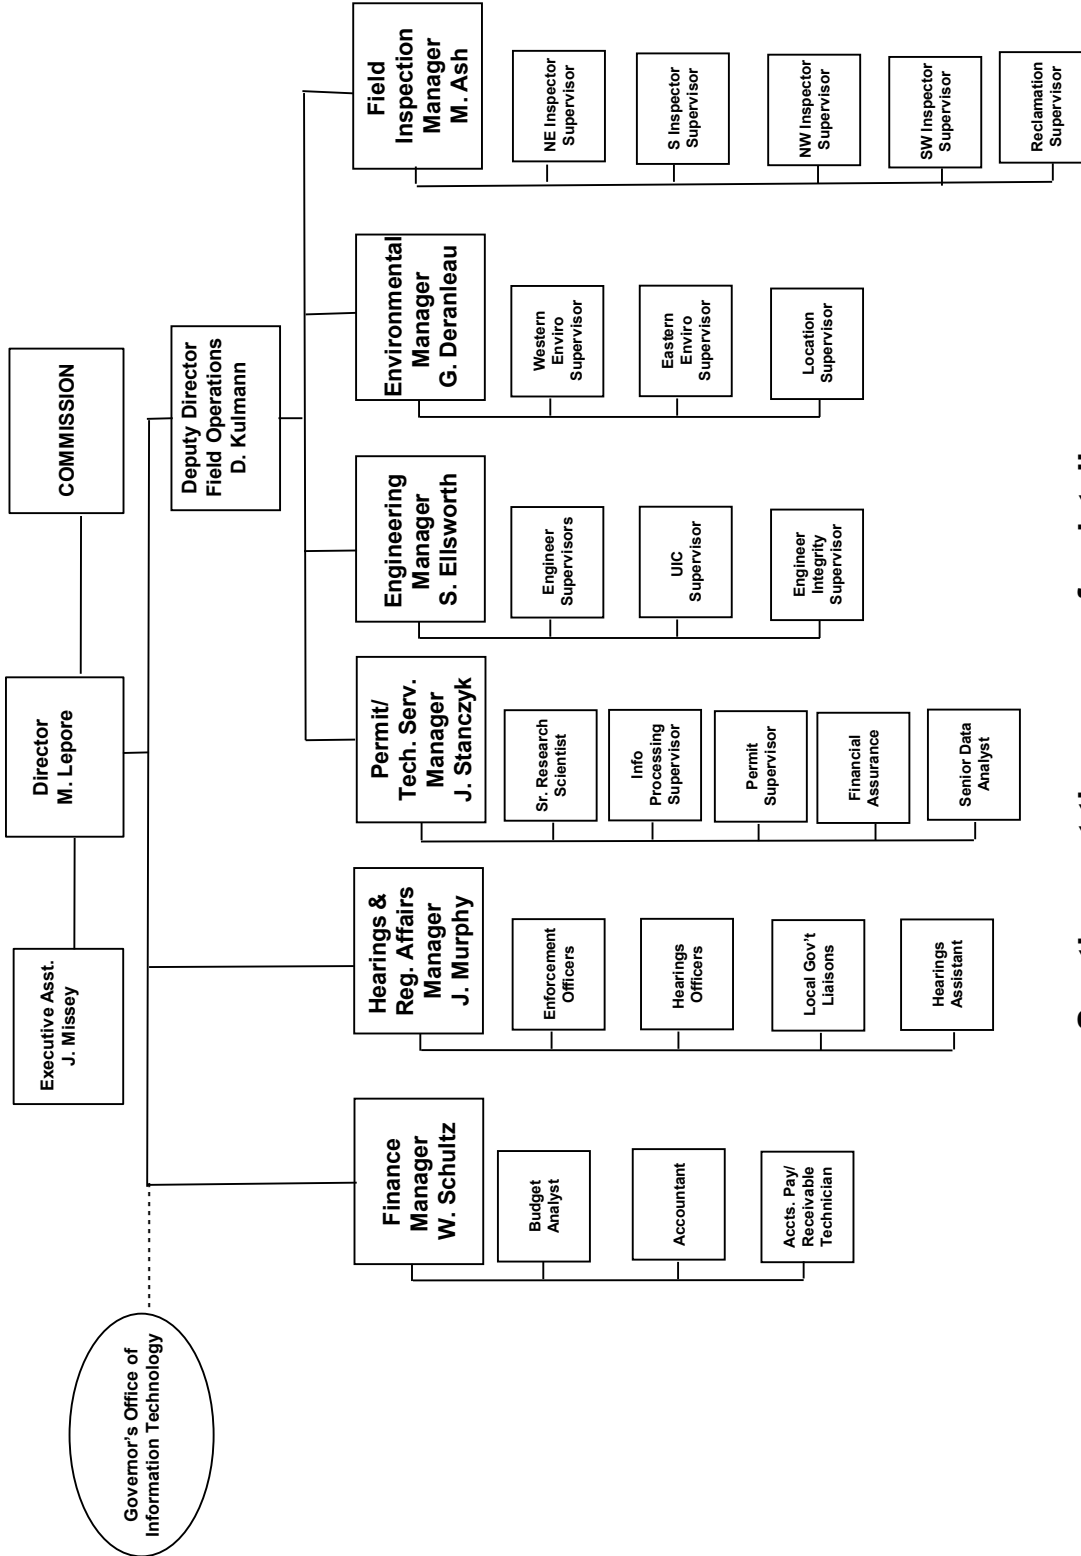 COMMISSION
Director
M. Lepore
Executive Asst.
J. Missey
Governor's Office of
Information Technology
Deputy Director
Field Operations
D. Kulmann
Finance
Manager
W. Schultz
Budget
Analyst
Accountant
Accts. Pay/
Receivable
Technician
Hearings &
Reg. Affairs
Manager
J. Murphy
Enforcement
Officers
Hearings
Officers
Local Gov't
Liaisons
Hearings
Assistant
Permit/
Tech. Serv.
Manager
J. Stanczyk
Sr. Research
Scientist
Info
Processing
Supervisor
Permit
Supervisor
Financial
Assurance
Senior Data
Analyst
Engineering
Manager
S. Ellsworth
Engineer
Supervisors
UIC
Supervisor
Engineer
Integrity
Supervisor
Environmental
Manager
G. Deranleau
Western
Enviro
Supervisor
Eastern
Enviro
Supervisor
Location
Supervisor
Field
Inspection
Manager
M. Ash
NE Inspector
Supervisor
S Inspector
Supervisor
NW Inspector
Supervisor
SW Inspector
Supervisor
Reclamation
Supervisor